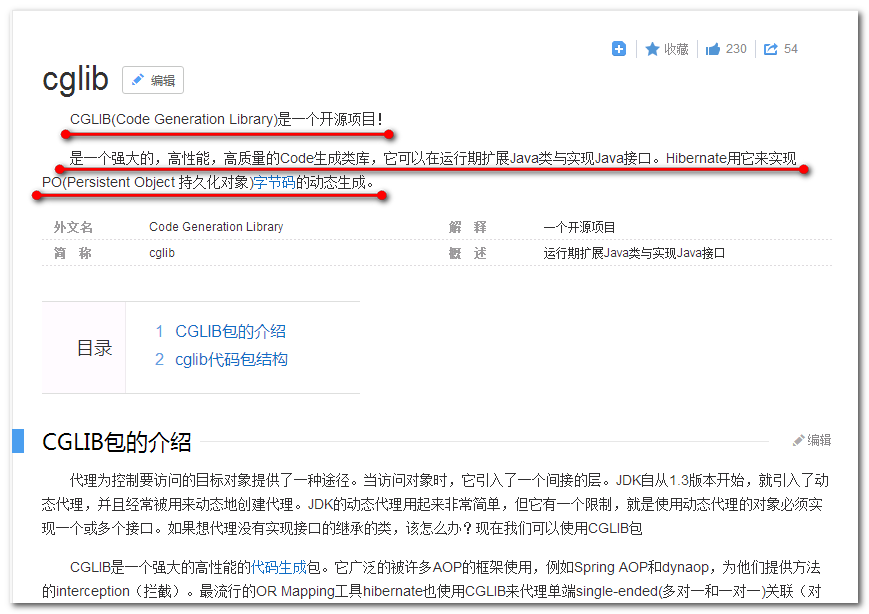 收藏 230 54
cglib 编辑
CGLIB(Code Generation Library)是一个开源项目！
是一个强大的，高性能，高质量的Code生成类库，它可以在运行期扩展Java类与实现Java接口。Hibernate用它来实现
PO(Persistent Object 持久化对象)字节码的动态生成。
外文名 Code Generation Library 解 释 一个开源项目
简 称 cglib 概 述 运行期扩展Java类与实现Java接口
目录
1 CGLIB包的介绍
2 cglib代码包结构
CGLIB包的介绍 编辑
代理为控制要访问的目标对象提供了一种途径。当访问对象时，它引入了一个间接的层。JDK自从1.3版本开始，就引入了动
态代理，并且经常被用来动态地创建代理。JDK的动态代理用起来非常简单，但它有一个限制，就是使用动态代理的对象必须实
现一个或多个接口。如果想代理没有实现接口的继承的类，该怎么办？现在我们可以使用CGLIB包
CGLIB是一个强大的高性能的代码生成包。它广泛的被许多AOP的框架使用，例如Spring AOP和dynaop，为他们提供方法
的interception（拦截）。最流行的OR Mapping工具hibernate也使用CGLIB来代理单端single-ended(多对一和一对一)关联（对